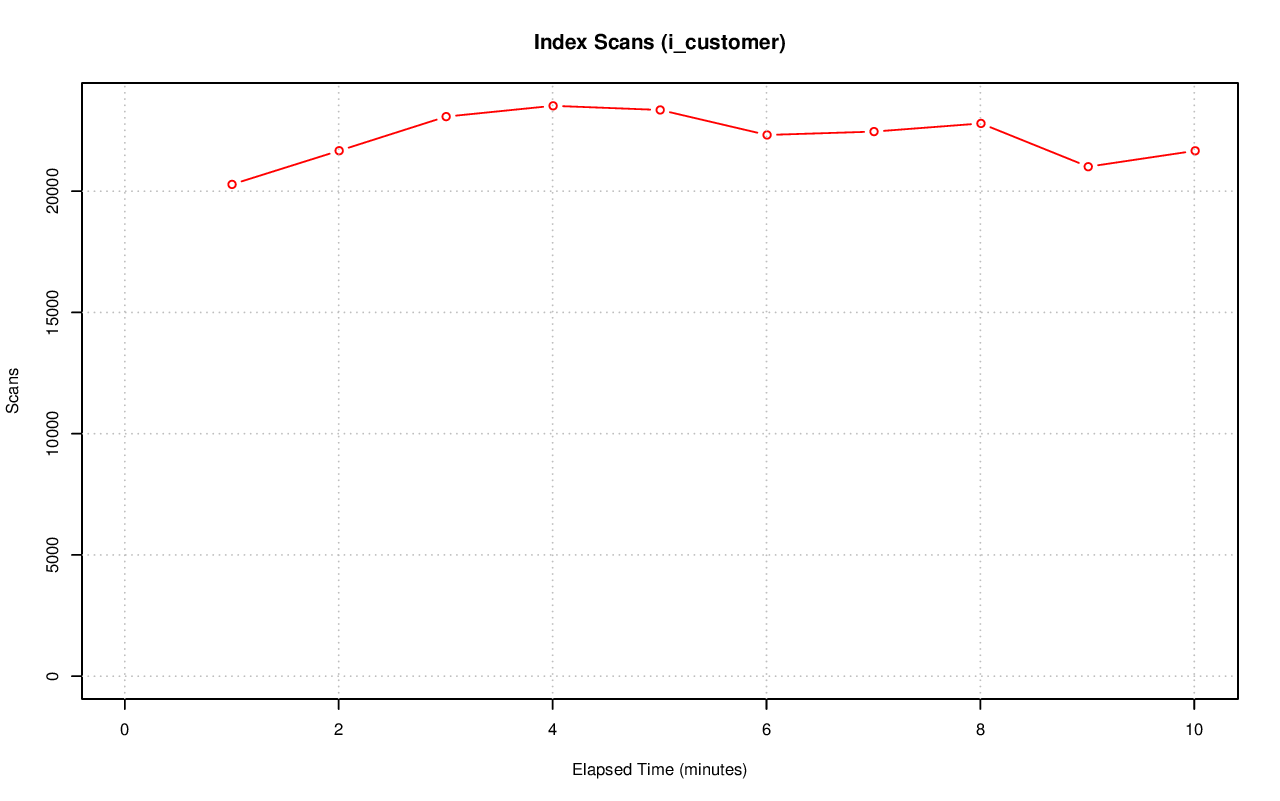 Index Scans (i_customer)
20000
15000
10000
5000
0
Scans
0 2 4 6 8 10
Elapsed Time (minutes)